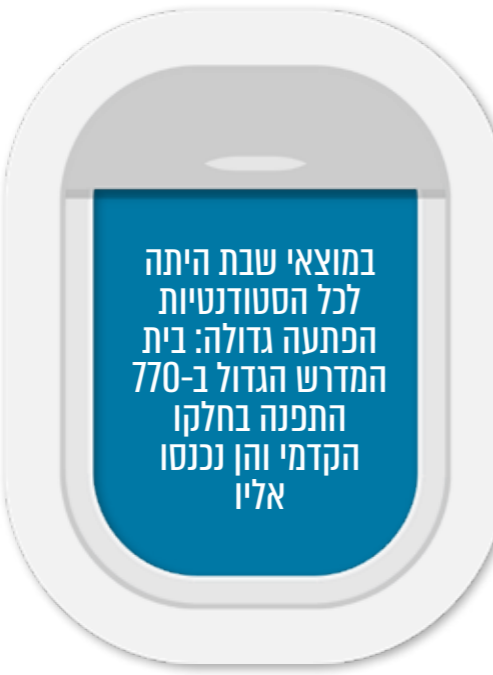 במוצאי שבת היתה
לכל הסטודנטיות
הפתעה גדולה: בית
המדרש הגדול ב-770
התפנה בחלקו
הקדמי והן נכנסו
אליו